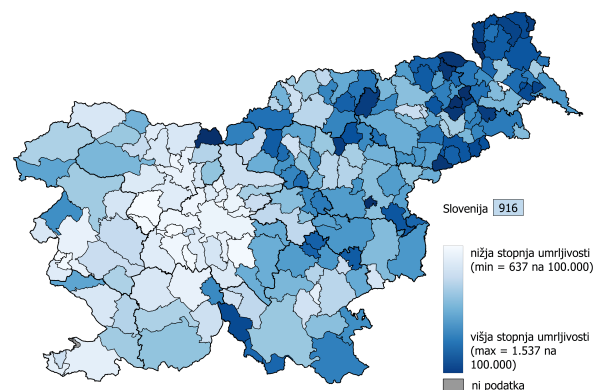 Slovenija 916
nižja stopnja umrljivosti
(min = 637 na 100.000)
višja stopnja umrljivosti
(max = 1.537 na
100.000)
ni podatka